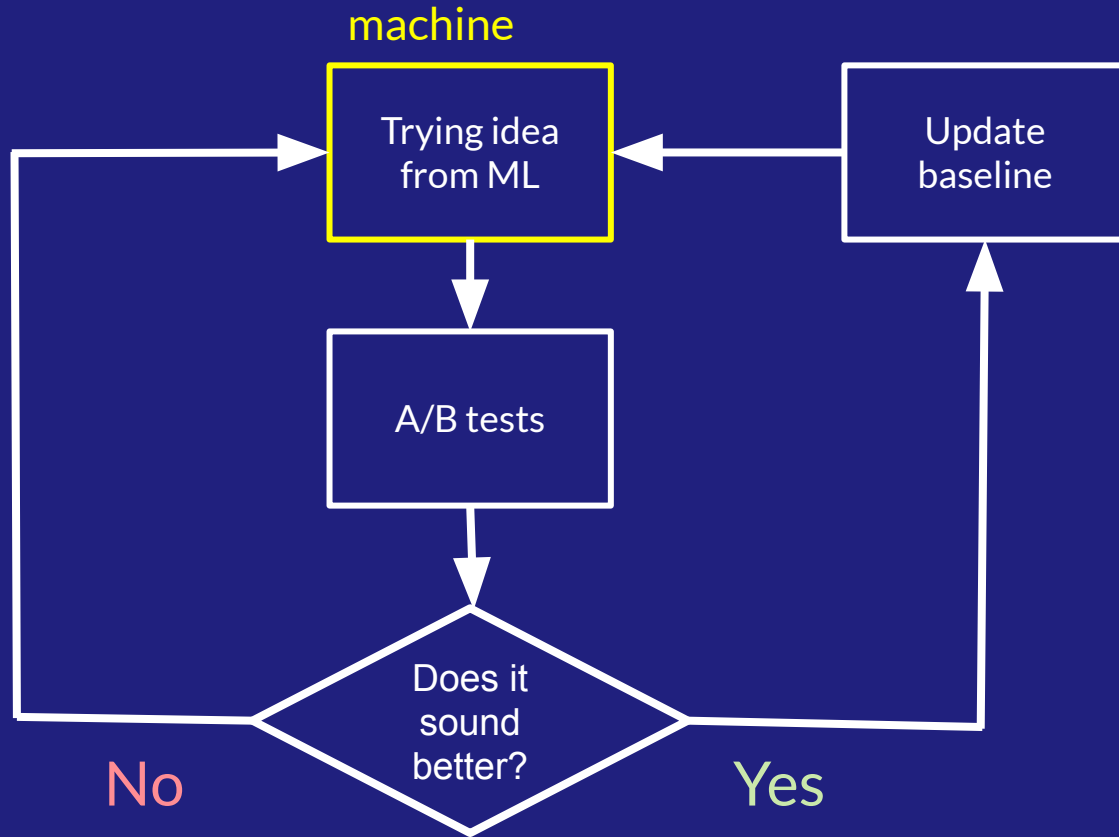 machine
Trying idea
from ML
Update
baseline
A/B tests
Does it
sound
better?
No
Yes